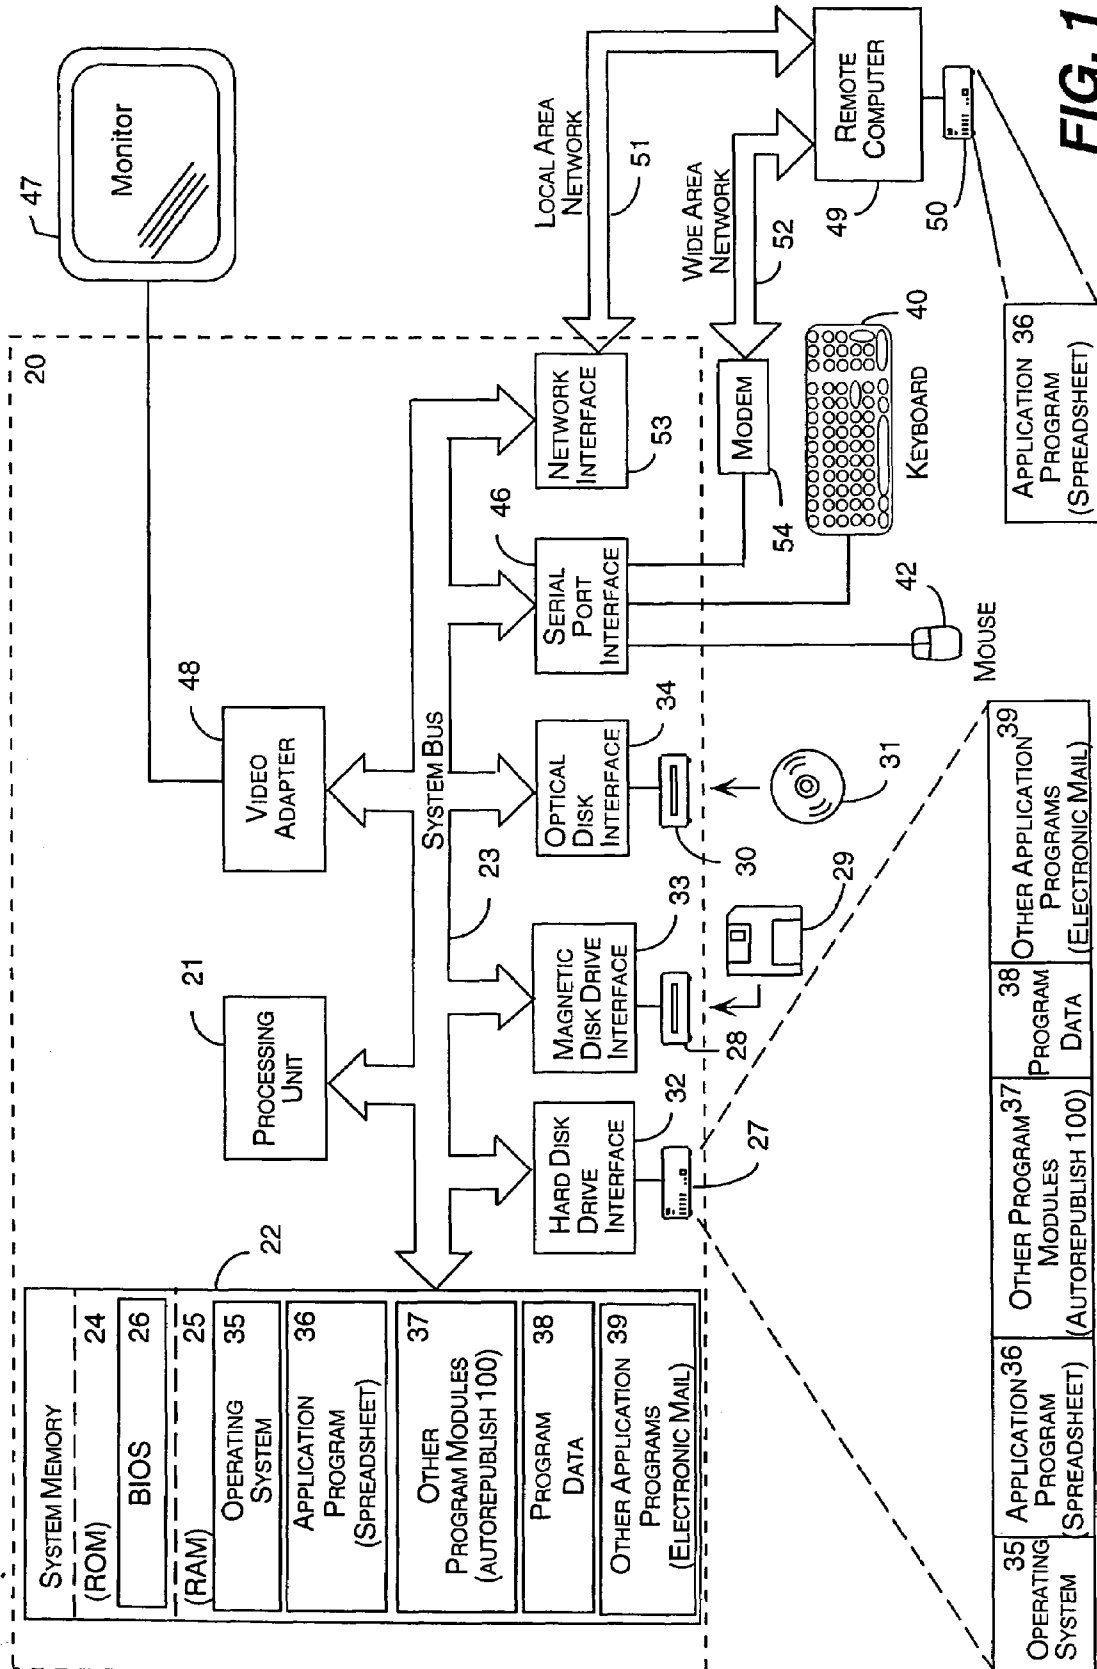 20
SYSTEM MEMORY
(ROM) 24
BIOS 26
(RAM) 25
OPERATING 35
SYSTEM
APPLICATION 36
PROGRAM
(SPREADSHEET)
OTHER 37
PROGRAM MODULES
(AUTOREPUBLISH 100)
PROGRAM 38
DATA
OTHER APPLICATION 39
PROGRAMS
(ELECTRONIC MAIL)
22
21
PROCESSING
UNIT
48
VIDEO
ADAPTER
47
Monitor
SYSTEM BUS
23
HARD DISK
DRIVE
INTERFACE
32
MAGNETIC
DISK DRIVE
INTERFACE
33
OPTICAL
DISK
INTERFACE
34
SERIAL
PORT
INTERFACE
46
NETWORK
INTERFACE
53
LOCAL AREA
NETWORK
51
27
28
30
29
31
MODEM
54
WIDE AREA
NETWORK
52
KEYBOARD
40
MOUSE
42
REMOTE
COMPUTER
49
50
OPERATING 35
SYSTEM
APPLICATION 36
PROGRAM
(SPREADSHEET)
OTHER PROGRAM 37
MODULES
(AUTOREPUBLISH 100)
PROGRAM 38
DATA
OTHER APPLICATION 39
PROGRAMS
(ELECTRONIC MAIL)
APPLICATION 36
PROGRAM
(SPREADSHEET)
FIG. 1